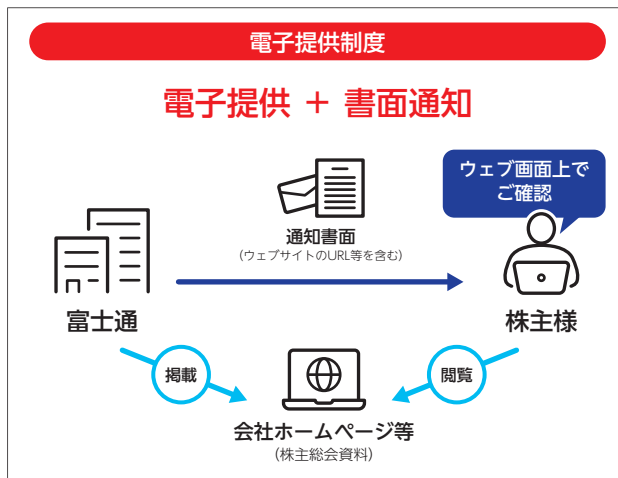 電子提供制度
電子提供 + 書面通知
ウェブ画面上で
ご確認
通知書面
(ウェブサイトのURL等を含む)
富士通
株主様
掲載
閲覧
会社ホームページ等
(株主総会資料)